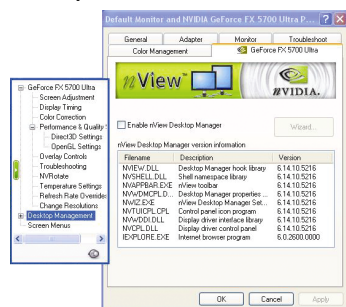 Default Monitor and NVIDIA GeForce FX 5700 Ultra P...
General
Adapter
Monitor
Troubleshoot
Color Management
GeForce FX 5700 Ultra
nView
NVIDIA.
Enable nView Desktop Manager
Wizard...
nView Desktop Manager version information
Filename Description Version
NVIEW.DLL Desktop Manager hook library 6.14.10.5216
NVSHELL.DLL Shell namespace library 6.14.10.5216
NVAPPBAR.EXE nView toolbar 6.14.10.5216
NVWDMCPL.D... Desktop Manager properties ... 6.14.10.5216
NVWIZ.EXE nView Desktop Manager Set... 6.14.10.5216
NVTUICPL.CPL Control panel icon program 6.14.10.5216
NVWDDI.DLL Display driver interface library 6.14.10.5216
NVCPL.DLL Display driver control panel 6.14.10.5216
IEXPLORE.EXE Internet browser program 6.0.2600.0000
OK
Cancel
Apply
GeForce FX 5700 Ultra
Screen Adjustment
Display Timing
Color Correction
Performance & Quality S
Direct3D Settings
OpenGL Settings
Overlay Controls
Troubleshooting
NVRotate
Temperature Settings
Refresh Rate Overrides
Change Resolutions
Desktop Management
Screen Menus